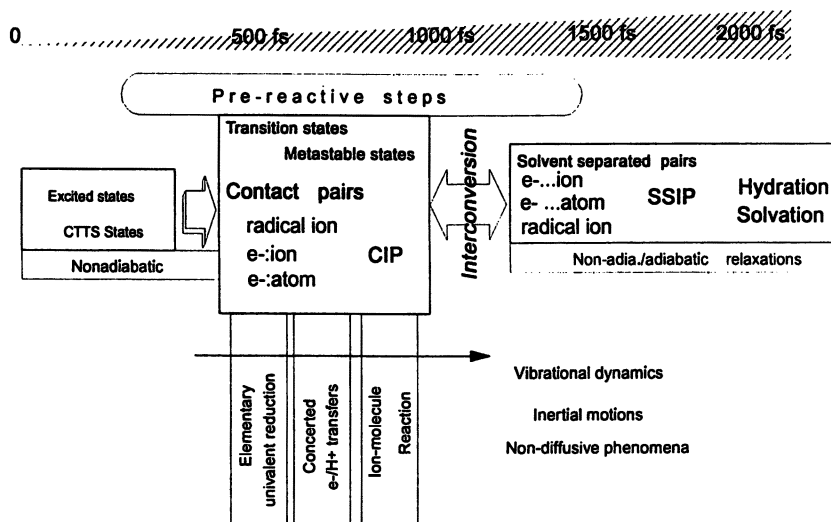 0 500 fs 1000 fs 1500 fs 2000 fs
Pre-reactive steps
Transition states
Metastable states
Contact pairs
radical ion
e-:ion
CIP
e-:atom
Excited states
CTTS States
Nonadiabatic
Interconversion
Solvent separated pairs
e-...ion
e- ...atom
radical ion
SSIP
Hydration
Solvation
Non-adia./adiabatic relaxations
Elementary
univalent reduction
Concerted
e-/H+ transfers
Ion-molecule
Reaction
Vibrational dynamics
Inertial motions
Non-diffusive phenomena